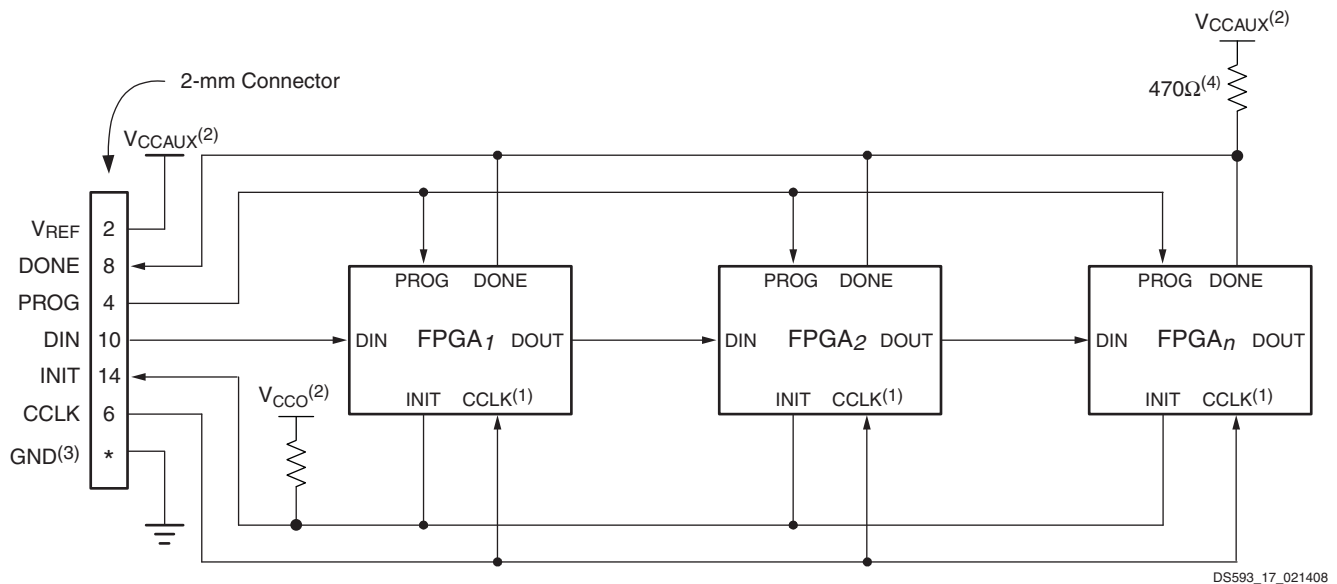 VCCAUX(2)
2-mm Connector
470Ω(4)
VCCAUX(2)
VREF 2
DONE 8
PROG 4
DIN 10
INIT 14
CCLK 6
GND(3) *
PROG DONE
DIN FPGA1 DOUT
INIT CCLK(1)
PROG DONE
DIN FPGA2 DOUT
INIT CCLK(1)
PROG DONE
DIN FPGAn DOUT
INIT CCLK(1)
VCCO(2)
DS593_17_021408